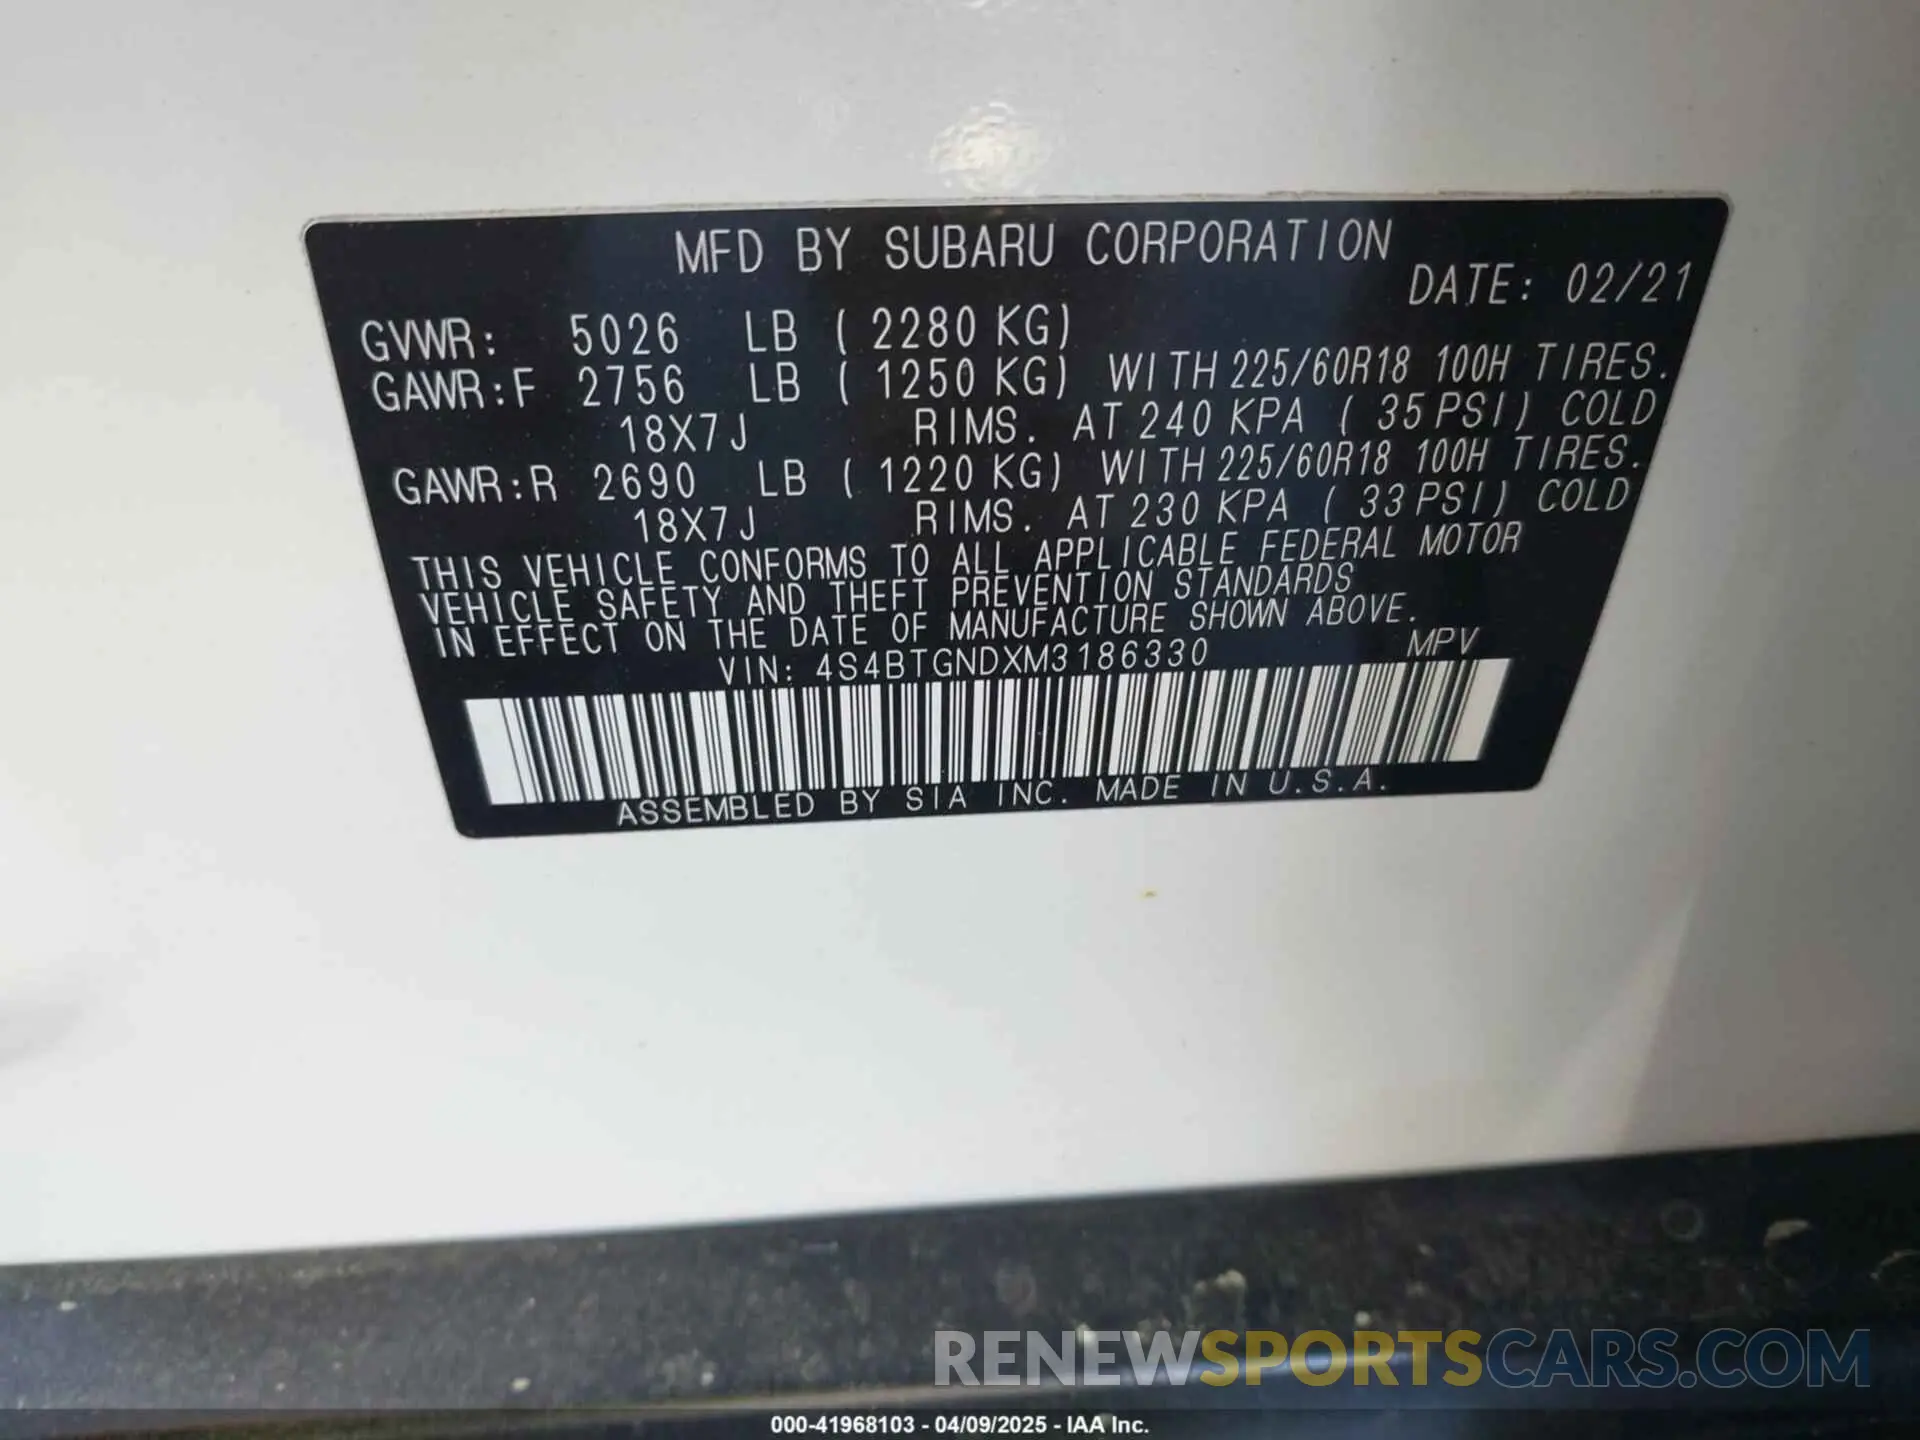 MFD BY SUBARU CORPORATION
DATE: 02/21
GVWR: 5026 LB ( 2280 KG)
GAWR:F 2756 LB ( 1250 KG) WITH 225/60R18 100H TIRES.
18X7J RIMS. AT 240 KPA ( 35 PSI) COLD
GAWR:R 2690 LB ( 1220 KG) WITH 225/60R18 100H TIRES.
18X7J RIMS. AT 230 KPA ( 33 PSI) COLD
THIS VEHICLE CONFORMS TO ALL APPLICABLE FEDERAL MOTOR
VEHICLE SAFETY AND THEFT PREVENTION STANDARDS
IN EFFECT ON THE DATE OF MANUFACTURE SHOWN ABOVE.
VIN: 4S4BTGNDXM3186330 MPV
ASSEMBLED BY SIA INC. MADE IN U.S.A.
RENEWSPORTSCARS.COM
000-41968103 - 04/09/2025 - IAA Inc.